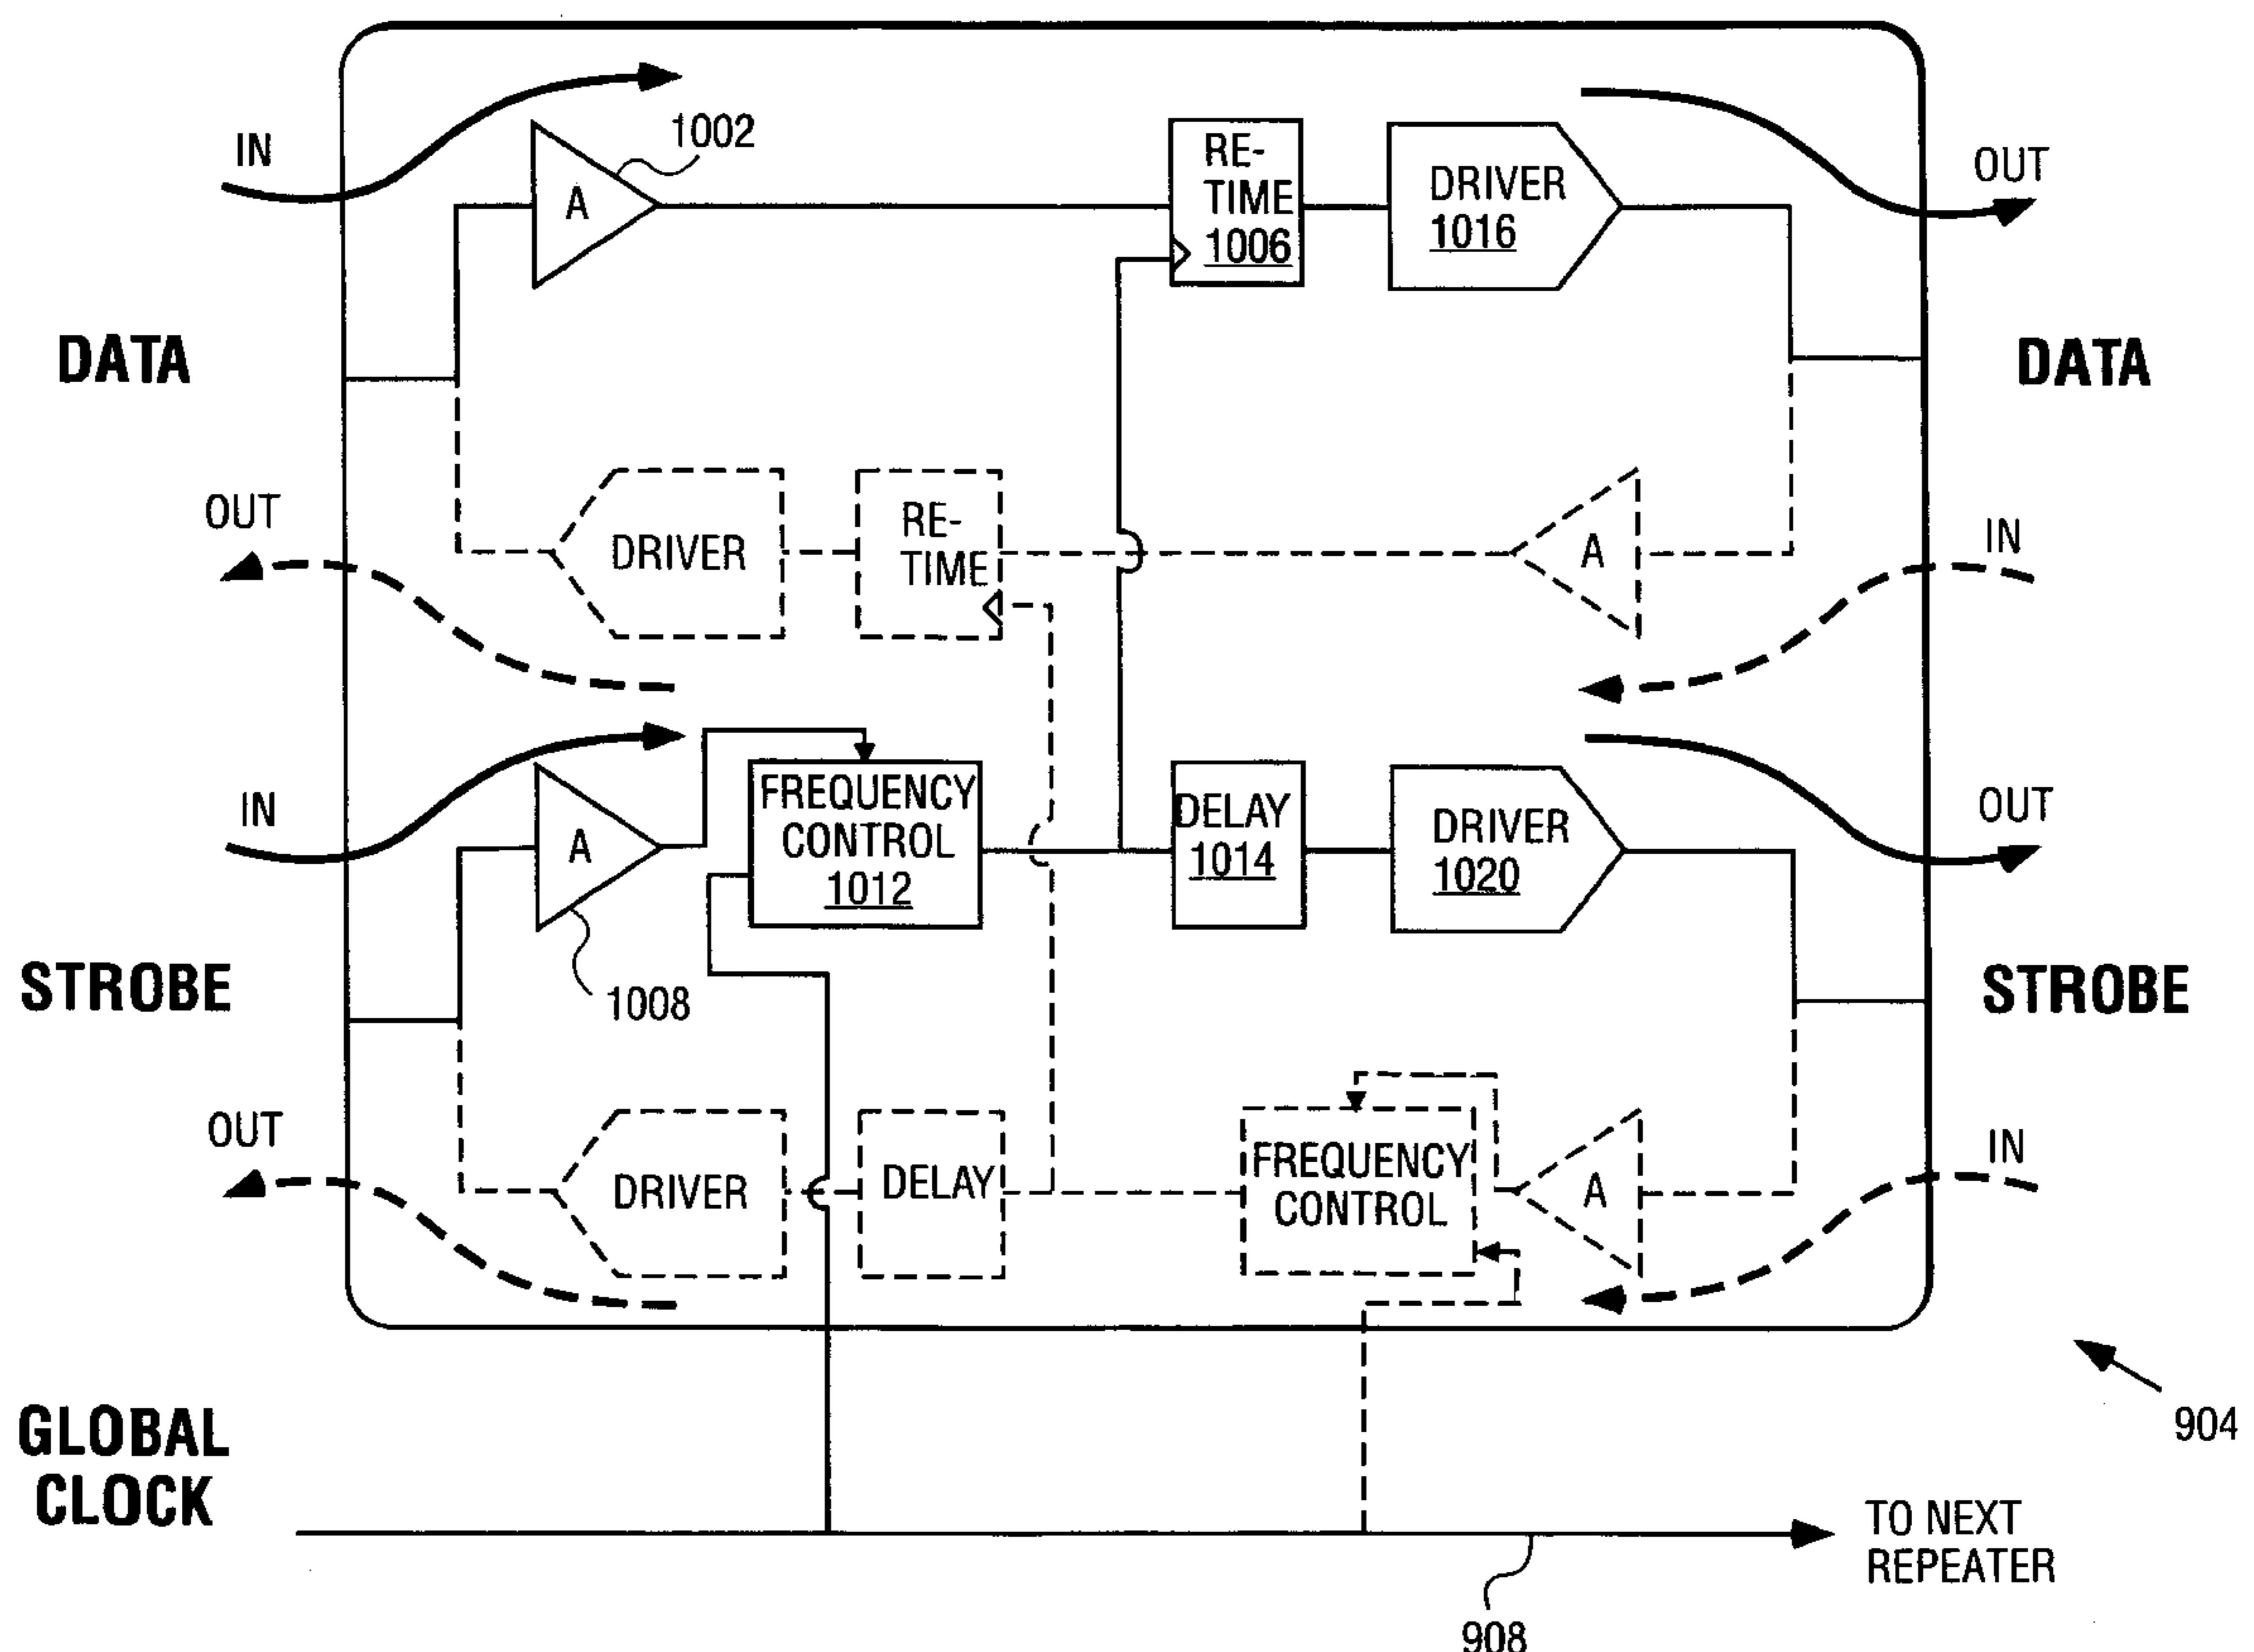 1002
IN
A
RE-
TIME
1006
DRIVER
1016
OUT
DATA
DATA
OUT
DRIVER
RE-
TIME
A
IN
IN
A
FREQUENCY
CONTROL
1012
DELAY
1014
DRIVER
1020
OUT
STROBE
1008
STROBE
OUT
DRIVER
DELAY
FREQUENCY
CONTROL
A
IN
904
GLOBAL
CLOCK
TO NEXT
REPEATER
908